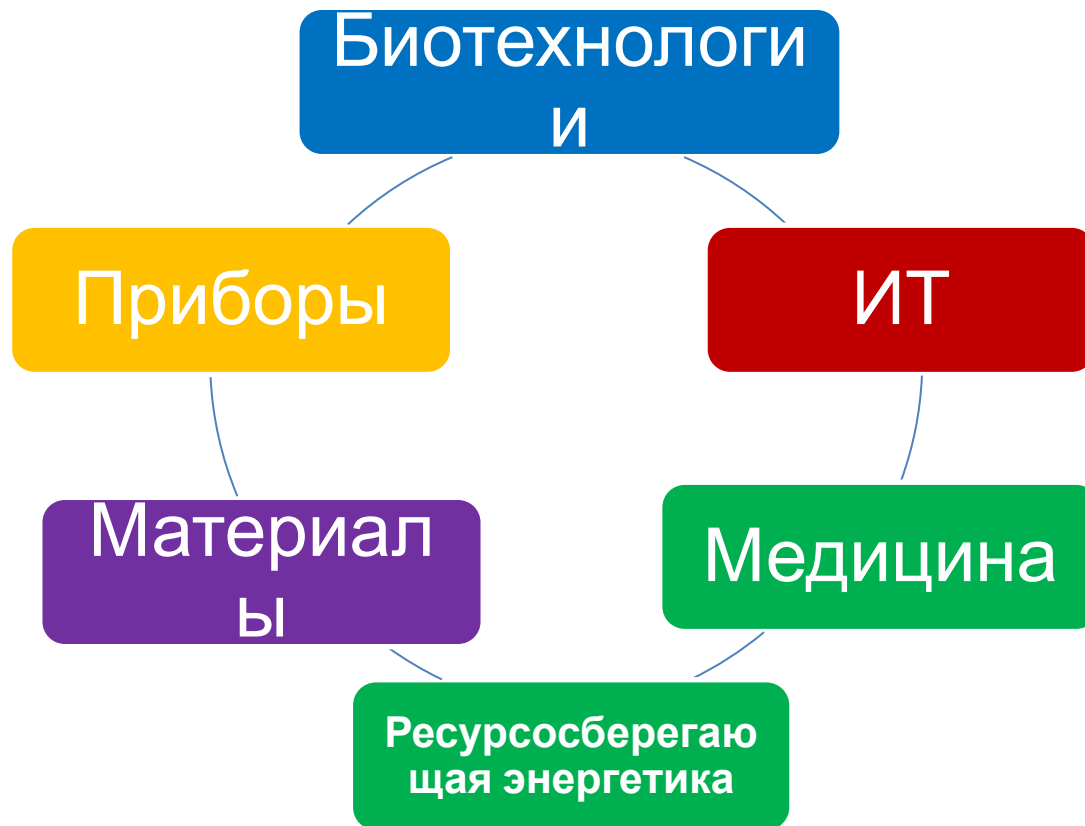 Биотехнологи
и
Приборы
ИТ
Материал
ы
Медицина
Ресурсосберегаю
щая энергетика